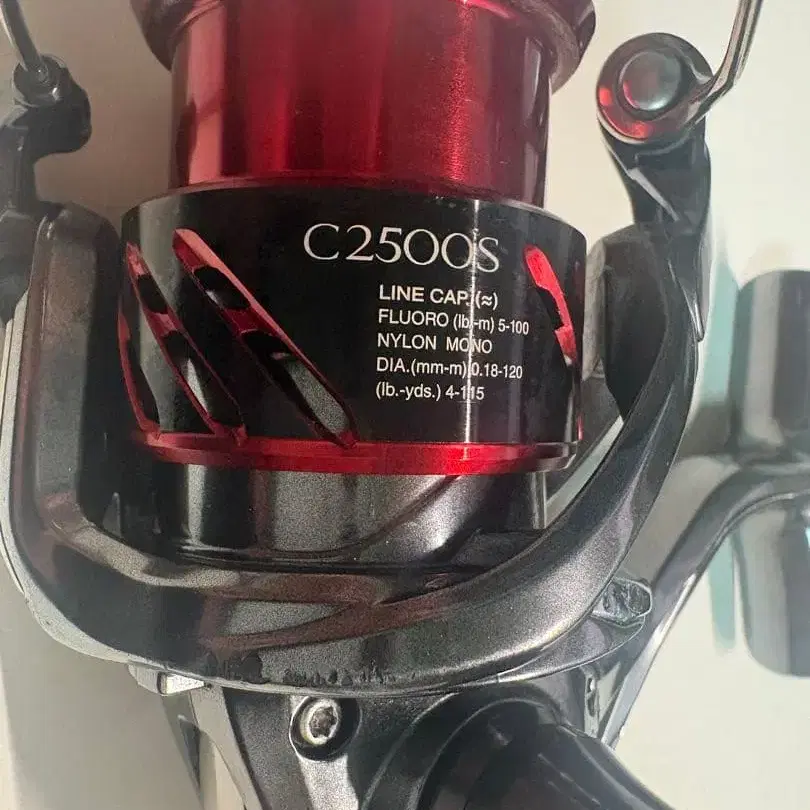 C2500S
LINE CAP. (≈)
FLUORO (lb.-m) 5-100
NYLON MONO
DIA.(mm-m) 0.18-120
(lb.-yds.) 4-115